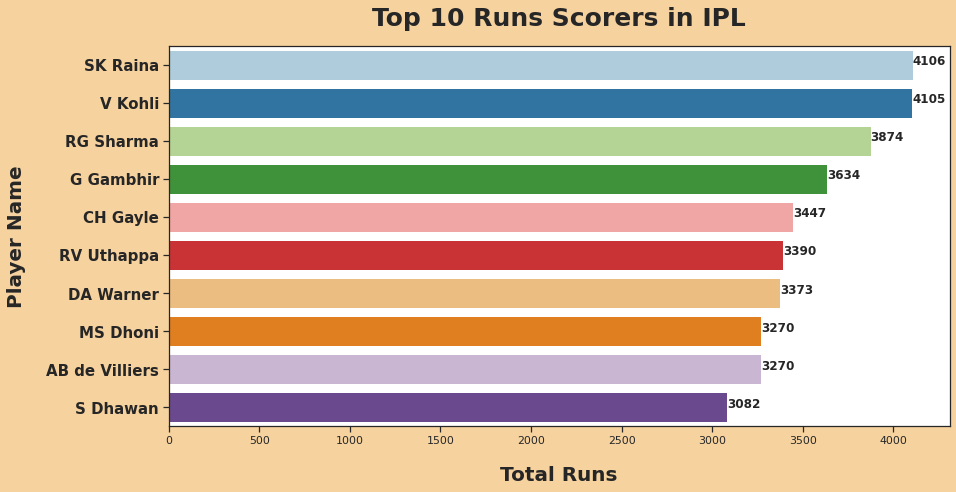 Top 10 Runs Scorers in IPL
Player Name
SK Raina 4106
V Kohli 4105
RG Sharma 3874
G Gambhir 3634
CH Gayle 3447
RV Uthappa 3390
DA Warner 3373
MS Dhoni 3270
AB de Villiers 3270
S Dhawan 3082
0 500 1000 1500 2000 2500 3000 3500 4000
Total Runs